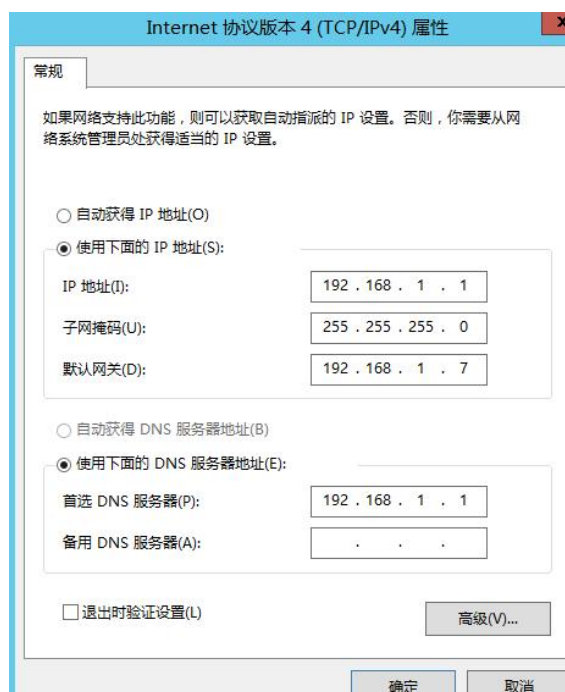 Internet 协议版本 4 (TCP/IPv4) 属性
常规
如果网络支持此功能，则可以获取自动指派的 IP 设置。否则，你需要从网
络系统管理员处获得适当的 IP 设置。
自动获得 IP 地址(O)
使用下面的 IP 地址(S):
IP 地址(I): 192 . 168 . 1 . 1
子网掩码(U): 255 . 255 . 255 . 0
默认网关(D): 192 . 168 . 1 . 7
自动获得 DNS 服务器地址(B)
使用下面的 DNS 服务器地址(E):
首选 DNS 服务器(P): 192 . 168 . 1 . 1
备用 DNS 服务器(A): . . .
退出时验证设置(L)
高级(V)...
确定 取消